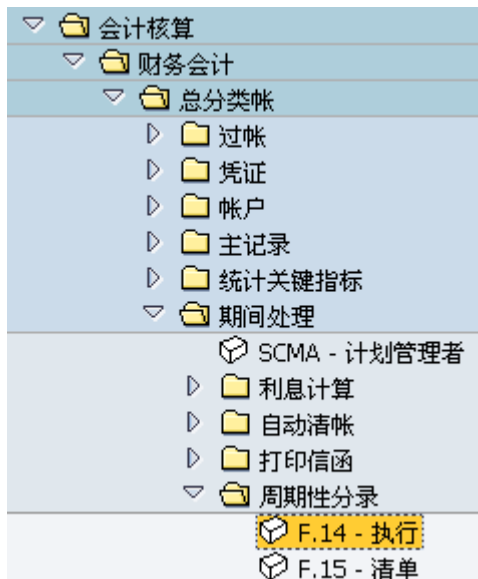 会计核算
财务会计
总分类帐
过帐
凭证
帐户
主记录
统计关键指标
期间处理
SCMA - 计划管理者
利息计算
自动清帐
打印信函
周期性分录
F.14 - 执行
F.15 - 清单